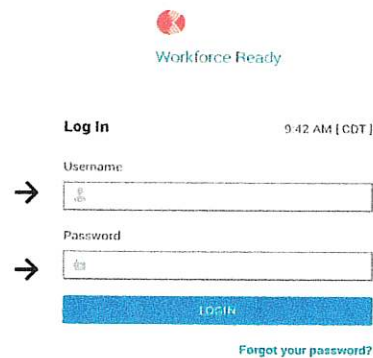 Workforce Ready
Log In 9:42 AM [ CDT ]
Username
Password
LOGIN
Forgot your password?